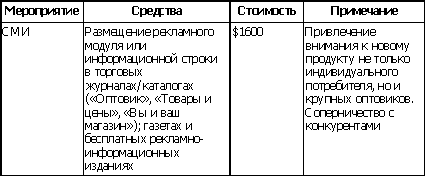 Мероприятие Средства Стоимость Примечание
СМИ Размещение рекламного $1600 Привлечение
модуля или внимания к новому
информационной строки продукту не только
в торговых индивидуального
журналах/каталогах потребителя, но и
(«Оптовик», «Товары и крупных оптовиков.
цены», «Вы и ваш Соперничество с
магазин»); газетах и конкурентами
бесплатных рекламно-
информационных
изданиях